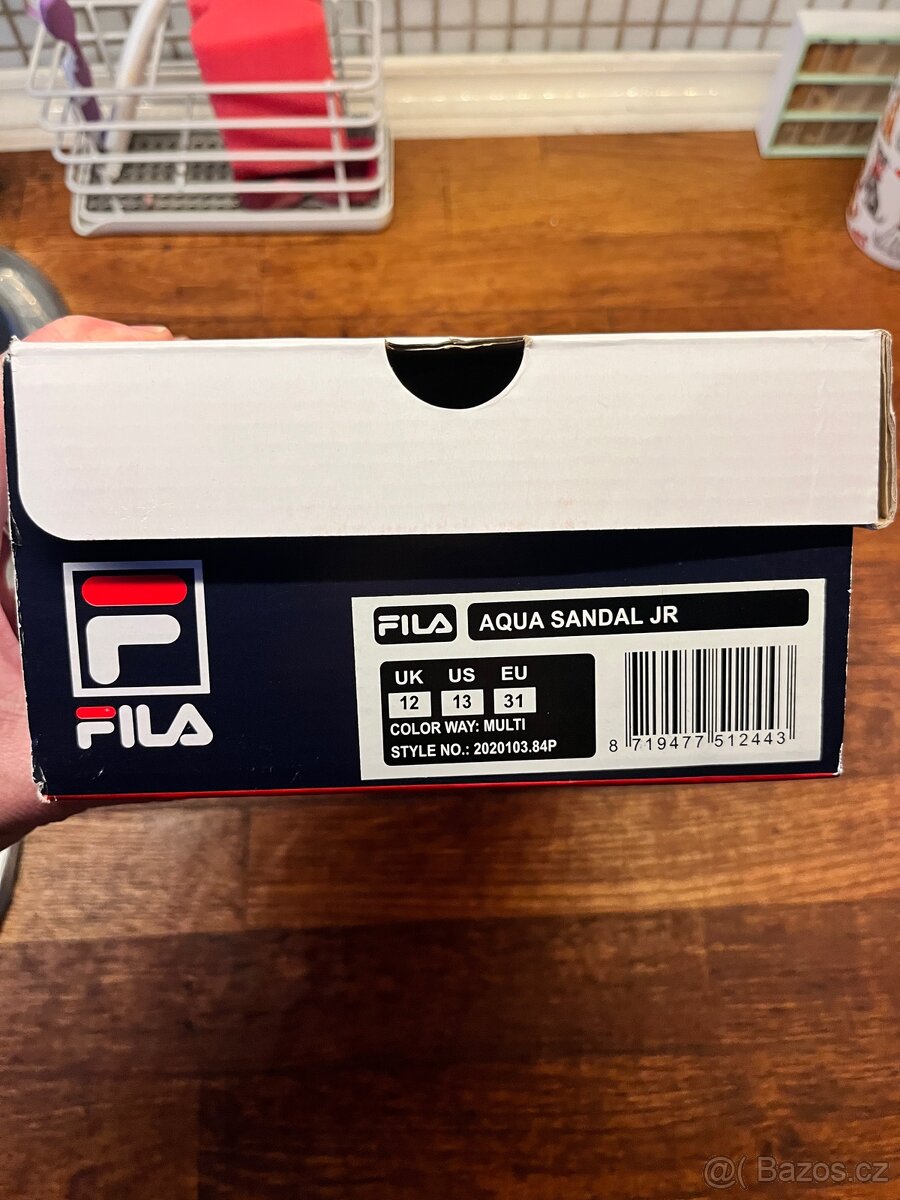 FILA
FILA AQUA SANDAL JR
UK US EU
12 13 31
COLOR WAY: MULTI
STYLE NO.: 2020103.84P
8 719477 512443
@( Bazos.cz